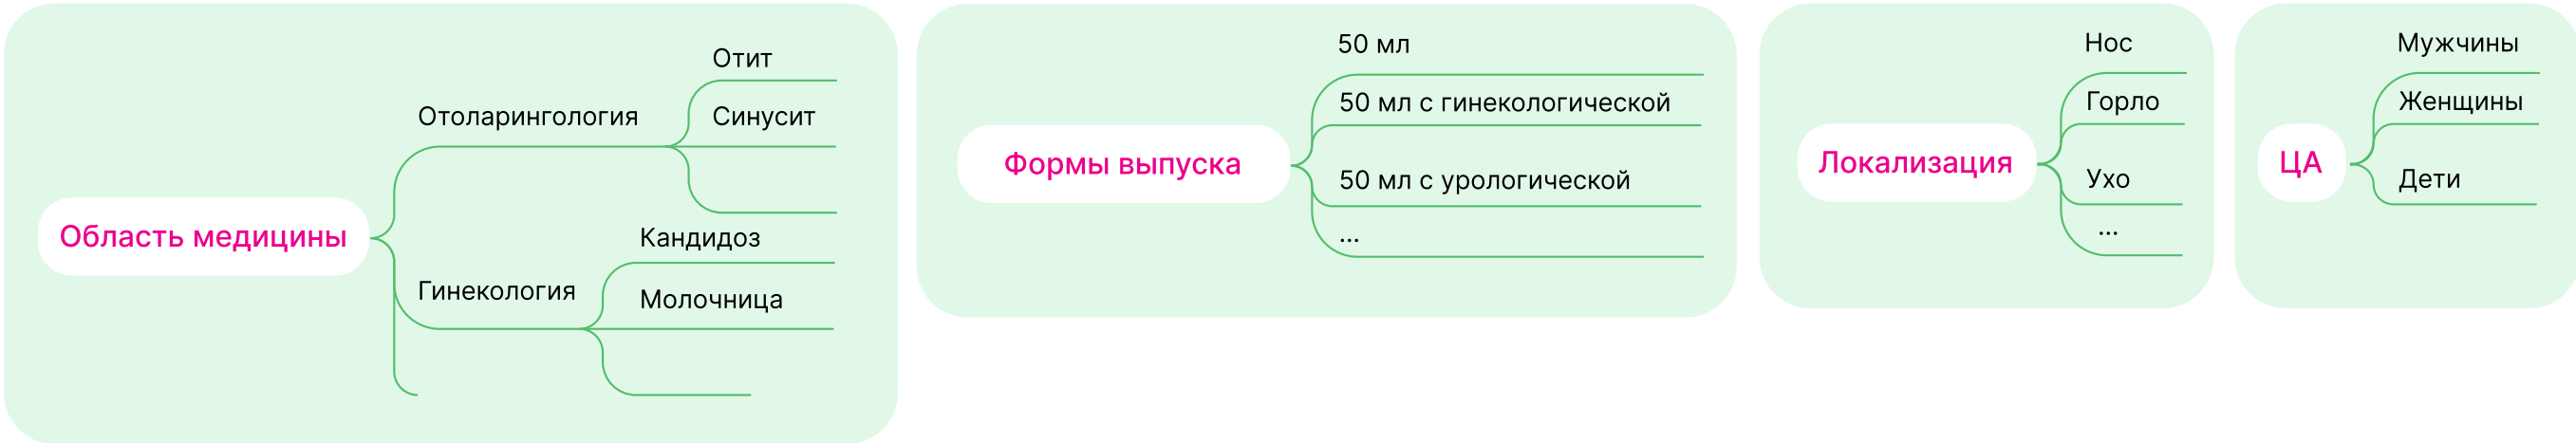 Область медицины
Отоларингология
Отит
Синусит
Гинекология
Кандидоз
Молочница
Формы выпуска
50 мл
50 мл с гинекологической
50 мл с урологической
...
Локализация
Нос
Горло
Ухо
...
ЦА
Мужчины
Женщины
Дети